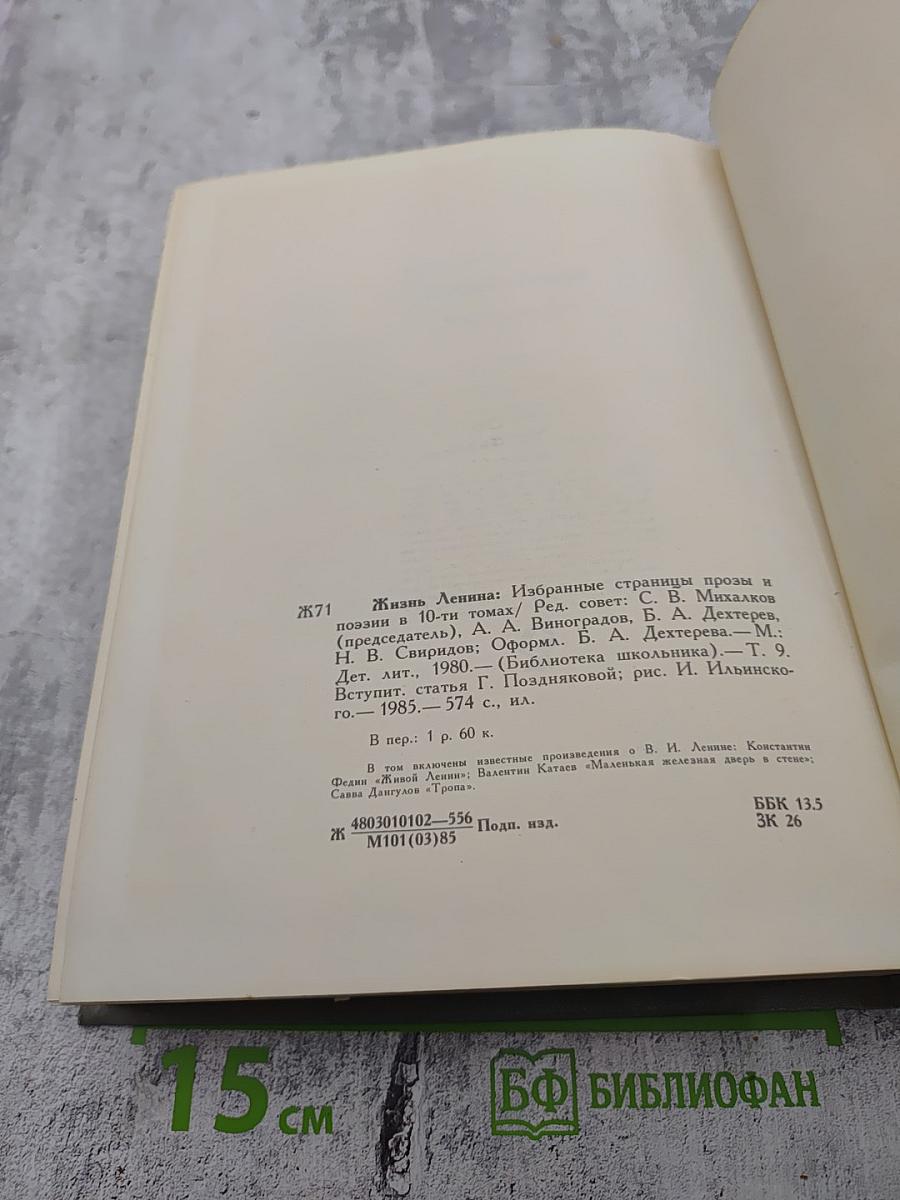 Ж71 Жизнь Ленина: Избранные страницы прозы и
поэзии в 10-ти томах/ Ред. совет: С. В. Михалков
(председатель), А. А. Виноградов, Б. А. Дехтерев,
Н. В. Свиридов; Оформл. Б. А. Дехтерева.— М.:
Дет. лит., 1980.— (Библиотека школьника).— Т. 9.
Вступит. статья Г. Поздняковой; рис. И. Ильинско-
го.— 1985.— 574 с., ил.
В пер.: 1 р. 60 к.
В том включены известные произведения о В. И. Ленине: Константин
Федин «Живой Ленин»; Валентин Катаев «Маленькая железная дверь в стене»;
Савва Дангулов «Тропа».
Ж 4803010102—556 Подп. изд.
М101(03)85
ББК 13.5
ЗК 26
15 см
БФ БИБЛИОФАН